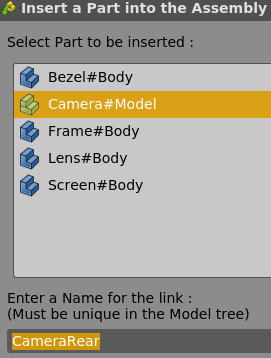 Insert a Part into the Assembly
Select Part to be inserted :
Bezel#Body
Camera#Model
Frame#Body
Lens#Body
Screen#Body
Enter a Name for the link :
(Must be unique in the Model tree)
CameraRear